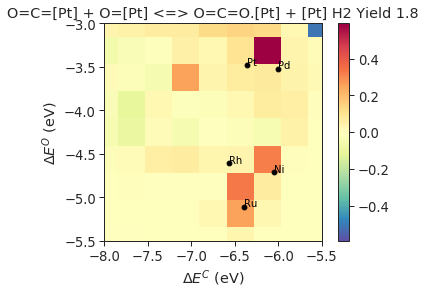 O=C=[Pt] + O=[Pt] <=> O=C=O.[Pt] + [Pt] H2 Yield 1.8
−3.0
−3.5
−4.0
−4.5
−5.0
−5.5
ΔE^O (eV)
Pt
Pd
Rh
Ni
Ru
0.4
0.2
0.0
−0.2
−0.4
−8.0 −7.5 −7.0 −6.5 −6.0 −5.5
ΔE^C (eV)